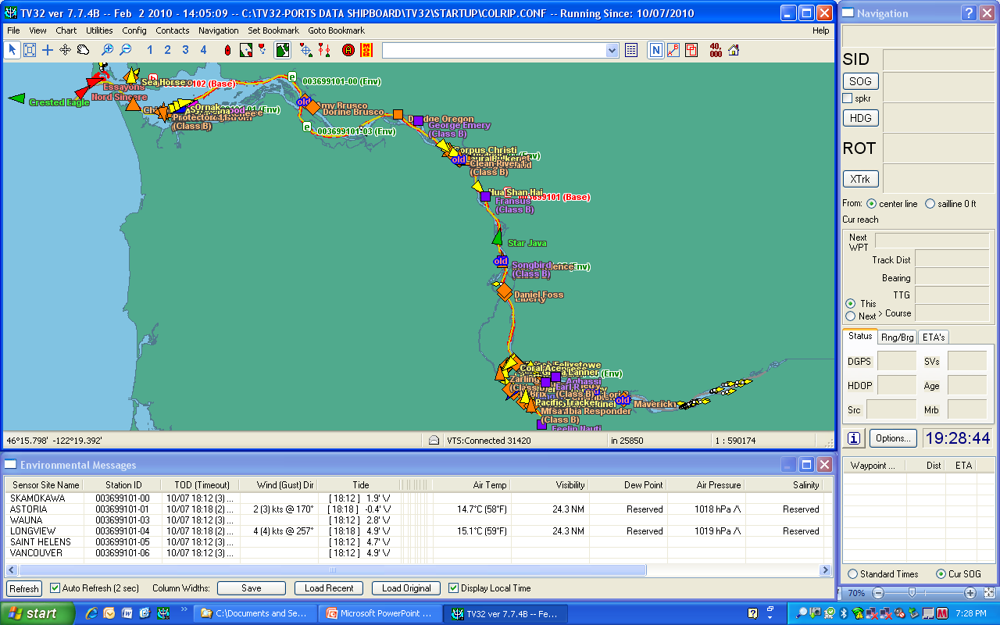 TV32 ver 7.7.4B -- Feb 2 2010 - 14:05:09 -- C:\TV32-PORTS DATA SHIPBOARD\TV32\STARTUP\COLRIP.CONF -- Running Since: 10/07/2010
File View Chart Utilities Config Contacts Navigation Set Bookmark Goto Bookmark Help
1 2 3 4 A MOB N 40,000
Sea Horse
102 (Base)
003699101-00 (Env)
Essayons
Nord Sincere
Crested Eagle
old
my Brusco
Dorine Brusco
Ornak
(Env)
Protector
(Class B)
003699101-03 (Env)
Oregon
George Emery
(Class B)
Corpus Christi
old
Clean River
(Class B)
Hua Shan Hai
(Base)
Fransus
(Class B)
Star Java
old
Songbird
(Env)
(Class B)
Daniel Foss
Liberty
Felixstowe
Coral Ace
Lanner
(Env)
Aghassi
(Class B)
Lori
old
Maverick
Pacific Tracker
Responder
(Class B)
Feelin Nauti
46°15.798' -122°19.392' VTS:Connected 31420 in 25850 1 : 590174
Environmental Messages
Sensor Site Name Station ID TOD (Timeout) Wind (Gust) Dir Tide Air Temp Visibility Dew Point Air Pressure Salinity
SKAMOKAWA 003699101-00 10/07 18:12 (3) ... [ 18:12 ] 1.9' \/
ASTORIA 003699101-01 10/07 18:18 (2) ... 2 (3) kts @ 170° [ 18:18 ] -0.4' \/ 14.7°C (58°F) 24.3 NM Reserved 1018 hPa /\ Reserved
WAUNA 003699101-03 10/07 18:12 (3) ... [ 18:12 ] 2.8' \/
LONGVIEW 003699101-04 10/07 18:18 (2) ... 4 (4) kts @ 257° [ 18:18 ] 4.9' \/ 15.1°C (59°F) 24.3 NM Reserved 1019 hPa /\ Reserved
SAINT HELENS 003699101-05 10/07 18:12 (3) ... [ 18:12 ] 4.7' \/
VANCOUVER 003699101-06 10/07 18:12 (3) ... [ 18:12 ] 4.9' \/
Refresh Auto Refresh (2 sec) Column Widths: Save Load Recent Load Original Display Local Time
Navigation
SID
SOG
spkr
HDG
ROT
XTrk
From: center line sailline 0 ft
Cur reach
Next
WPT
Track Dist
Bearing
TTG
This
Next > Course
Status Rng/Brg ETA's
DGPS SVs
HDOP Age
Src Mrb
i Options... 19:28:44
Waypoint ... Dist ETA
Standard Times Cur SOG
70%
start C:\Documents and Se... Microsoft PowerPoint ... TV32 ver 7.7.4B -- Fe... 7:28 PM